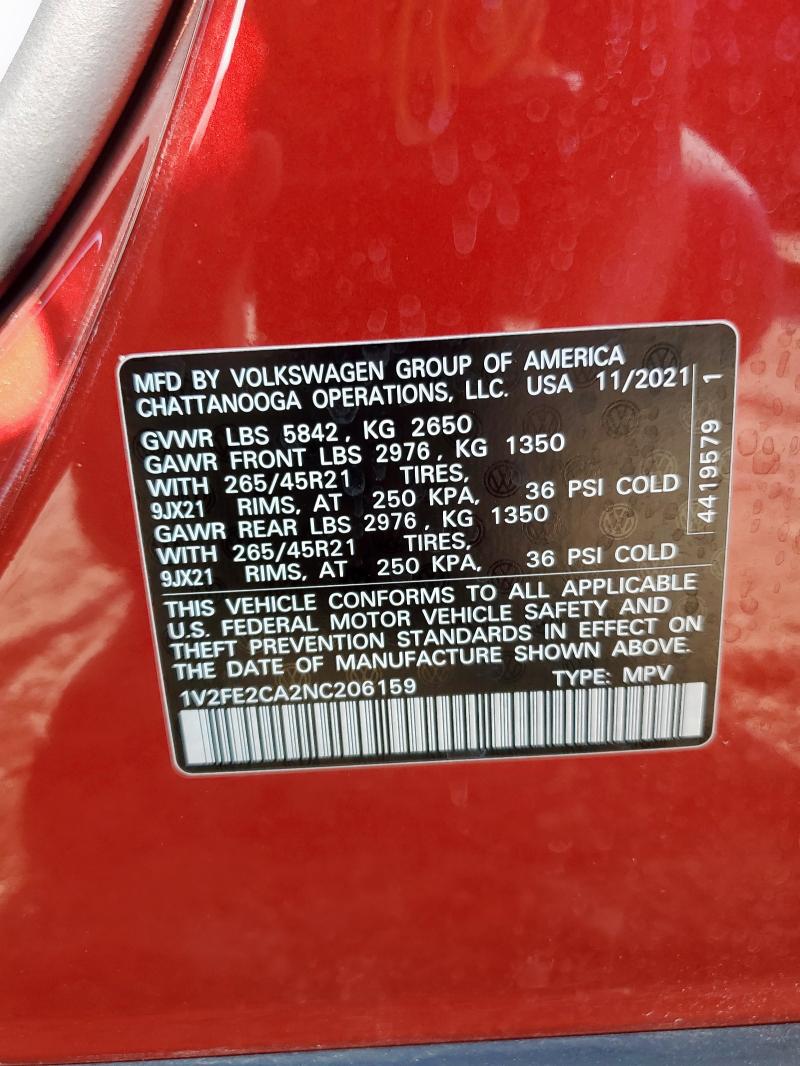 MFD BY VOLKSWAGEN GROUP OF AMERICA
CHATTANOOGA OPERATIONS, LLC. USA 11/2021
GVWR LBS 5842, KG 2650
GAWR FRONT LBS 2976, KG 1350
WITH 265/45R21 TIRES,
9JX21 RIMS, AT 250 KPA, 36 PSI COLD
GAWR REAR LBS 2976, KG 1350
WITH 265/45R21 TIRES,
9JX21 RIMS, AT 250 KPA, 36 PSI COLD
4419579 1
THIS VEHICLE CONFORMS TO ALL APPLICABLE
U.S. FEDERAL MOTOR VEHICLE SAFETY AND
THEFT PREVENTION STANDARDS IN EFFECT ON
THE DATE OF MANUFACTURE SHOWN ABOVE.
1V2FE2CA2NC206159 TYPE: MPV